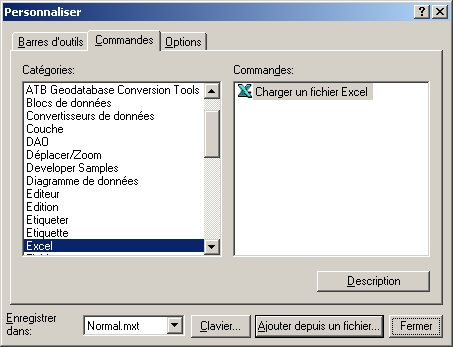 Personnaliser
Barres d'outils
Commandes
Options
Catégories:
Commandes:
ATB Geodatabase Conversion Tools
Blocs de données
Convertisseurs de données
Couche
DAO
Déplacer/Zoom
Developer Samples
Diagramme de données
Editeur
Edition
Etiqueter
Etiquette
Excel
Charger un fichier Excel
Description
Enregistrer
dans:
Normal.mxt
Clavier...
Ajouter depuis un fichier...
Fermer